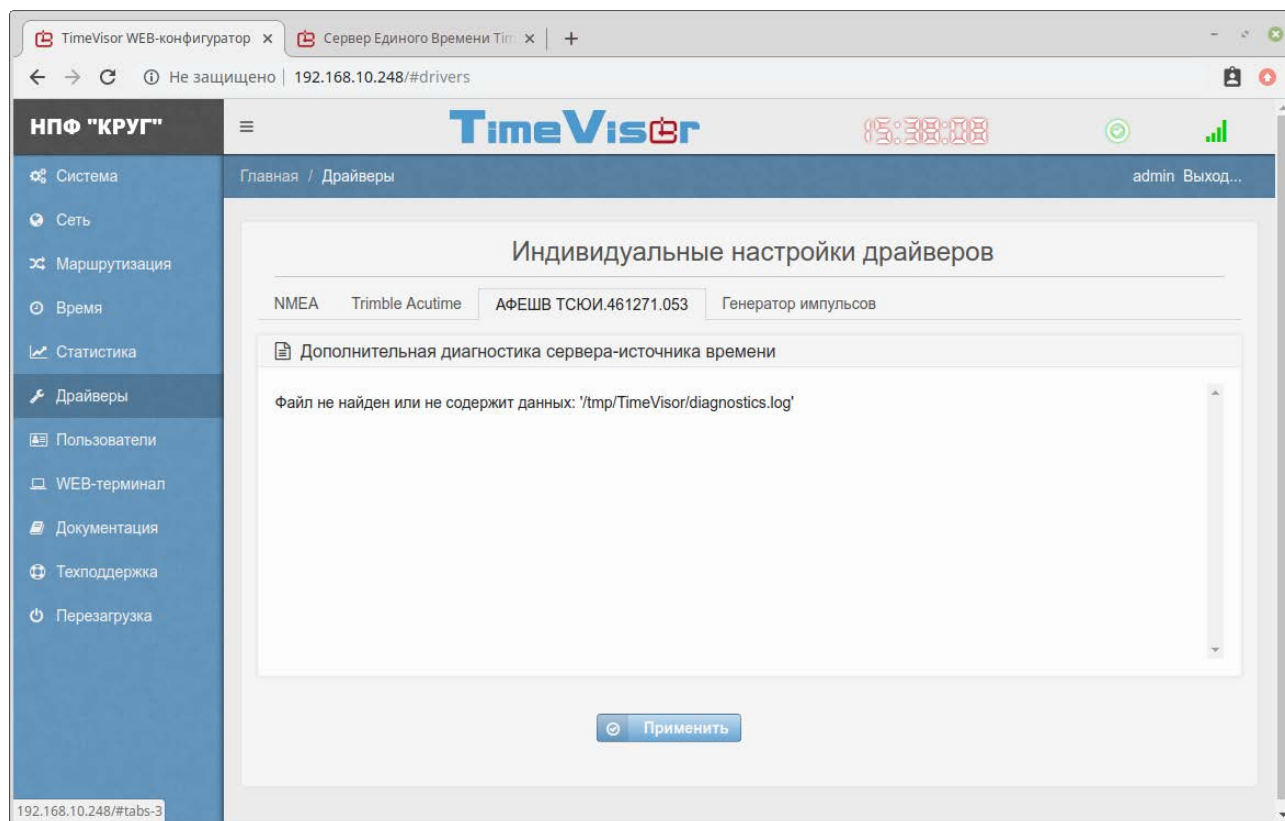 TimeVisor WEB-конфигуратор
Сервер Единого Времени Tim
Не защищено 192.168.10.248/#drivers
НПФ "КРУГ"
TimeVisor
15:38:08
Система
Главная / Драйверы
admin Выход...
Сеть
Маршрутизация
Время
Статистика
Драйверы
Пользователи
WEB-терминал
Документация
Техподдержка
Перезагрузка
Индивидуальные настройки драйверов
NMEA Trimble Acutime АФЕШВ ТСЮИ.461271.053 Генератор импульсов
Дополнительная диагностика сервера-источника времени
Файл не найден или не содержит данных: '/tmp/TimeVisor/diagnostics.log'
Применить
192.168.10.248/#tabs-3